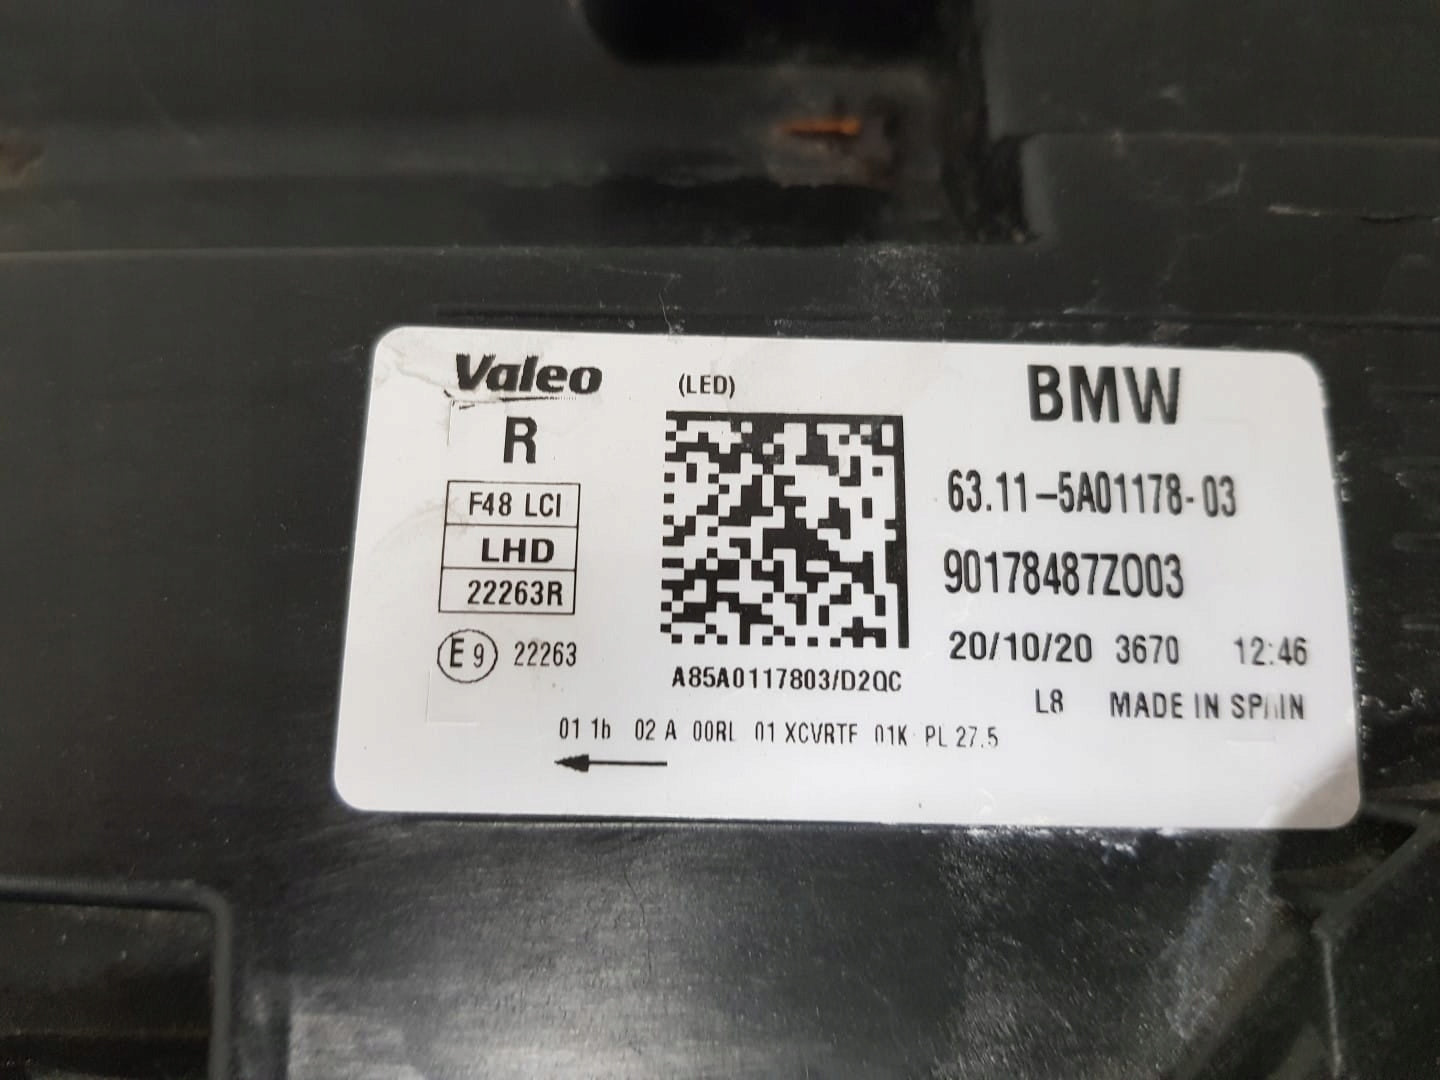 Valeo
(LED)
BMW
R
F48 LCI
LHD
22263R
E 9 22263
63.11-5A01178-03
90178487Z003
20/10/20 3670 12:46
A85A0117803/D2QC
L8 MADE IN SPAIN
01 1b 02 A 00RL 01 XCVRTF 01K PL 27.5